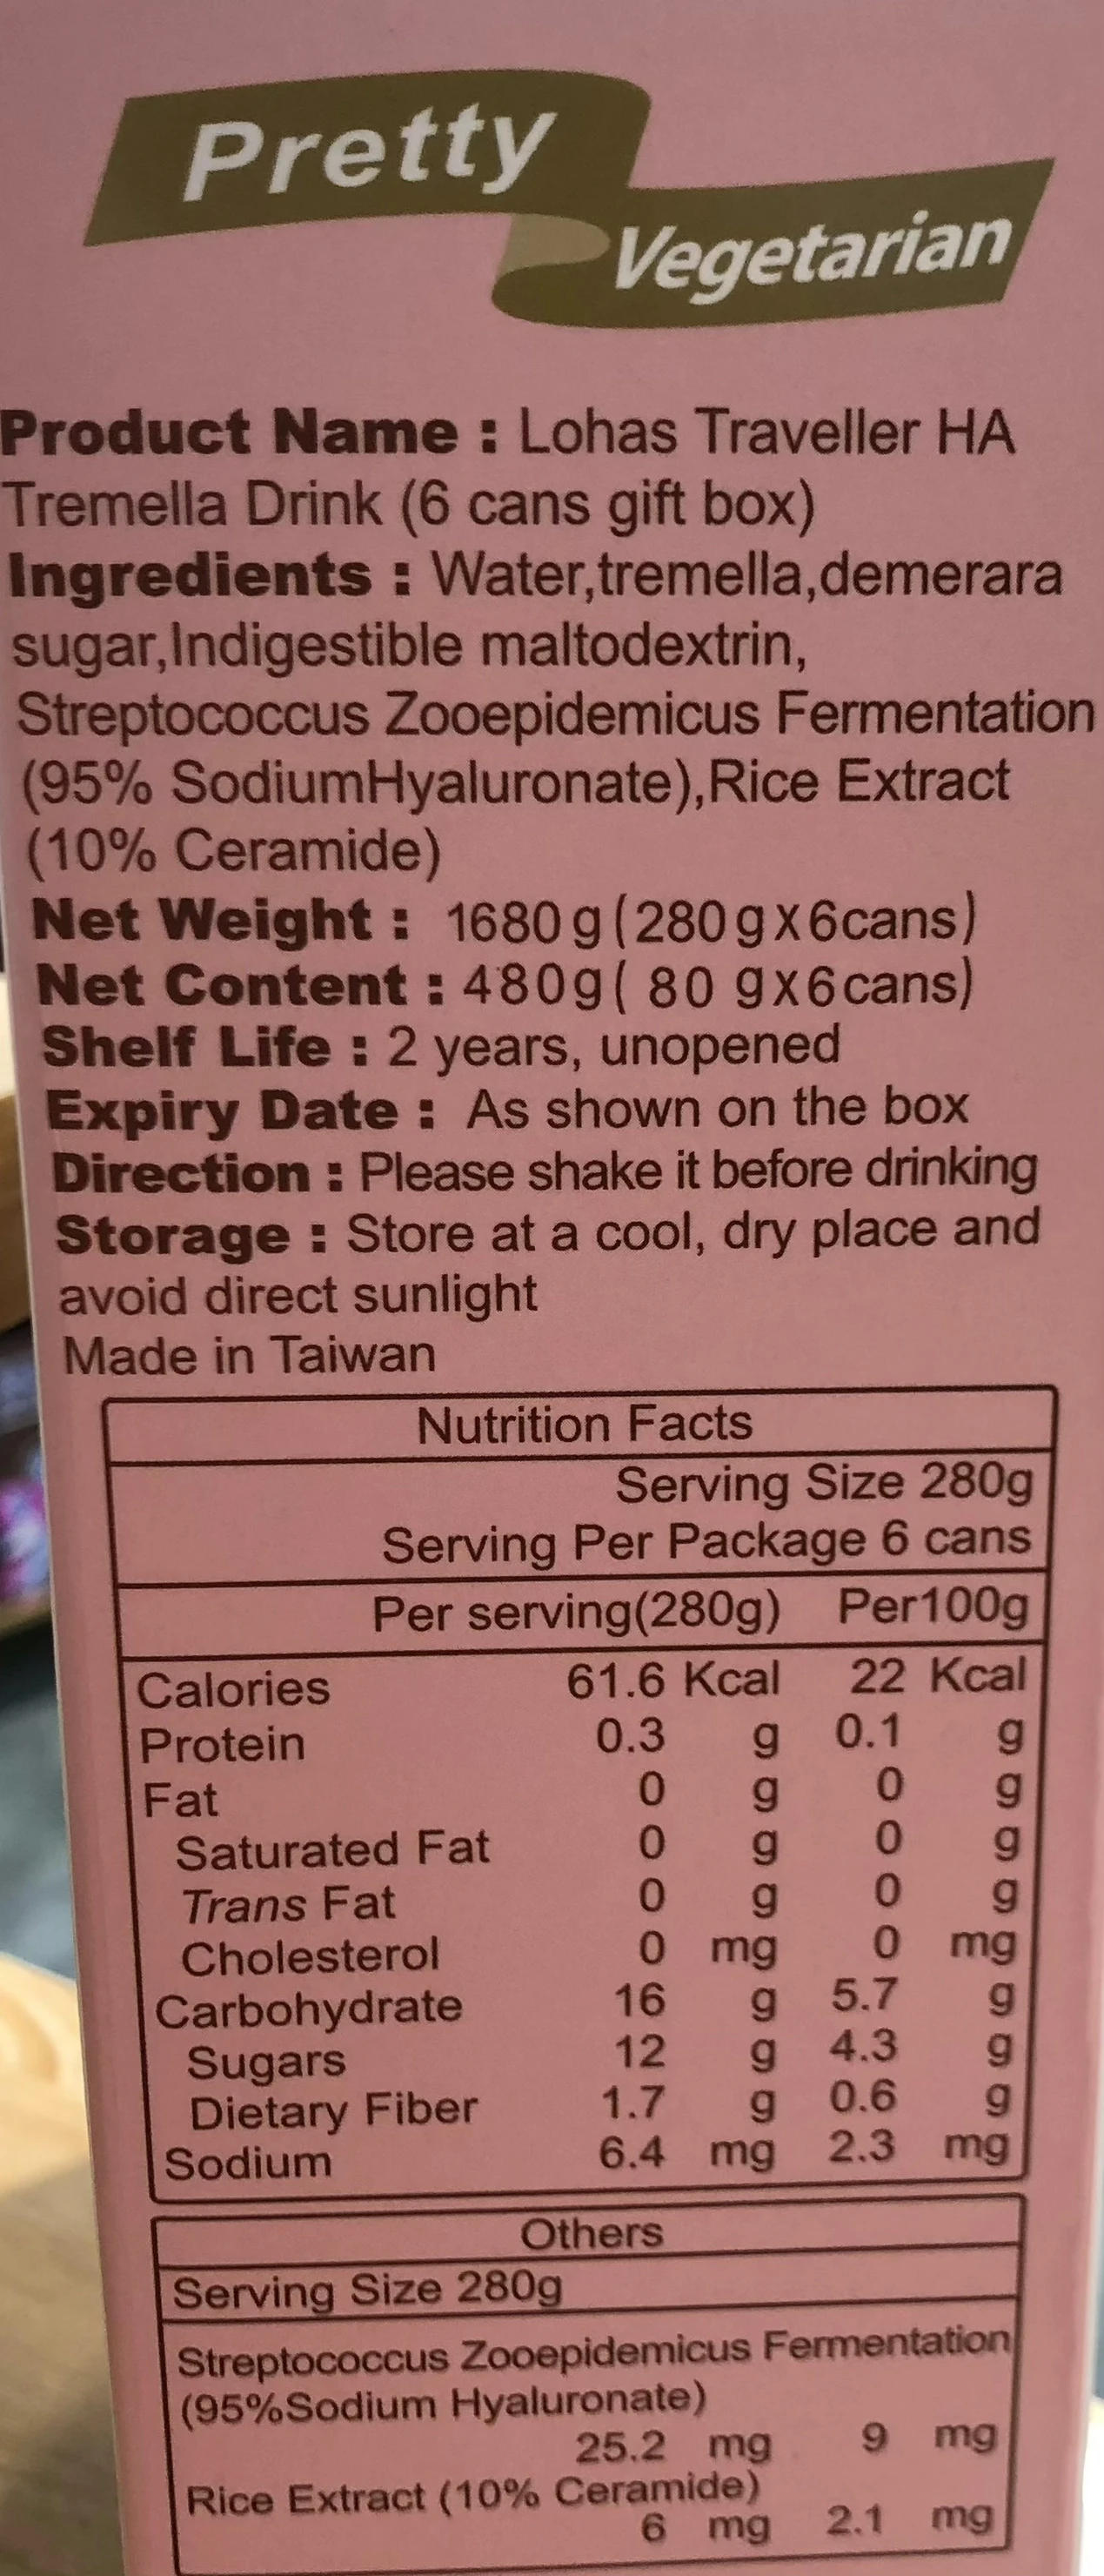 Pretty
Vegetarian
Product Name : Lohas Traveller HA
Tremella Drink (6 cans gift box)
Ingredients : Water,tremella,demerara
sugar,Indigestible maltodextrin,
Streptococcus Zooepidemicus Fermentation
(95% SodiumHyaluronate),Rice Extract
(10% Ceramide)
Net Weight : 1680 g (280 g X 6cans)
Net Content : 480g( 80 gx6cans)
Shelf Life : 2 years, unopened
Expiry Date : As shown on the box
Direction : Please shake it before drinking
Storage : Store at a cool, dry place and
avoid direct sunlight
Made in Taiwan
Nutrition Facts
Serving Size 280g
Serving Per Package 6 cans
Per serving(280g) Per100g
Calories 61.6 Kcal 22 Kcal
Protein 0.3 g 0.1 g
Fat 0 g 0 g
Saturated Fat 0 g 0 g
Trans Fat 0 g 0 g
Cholesterol 0 mg 0 mg
Carbohydrate 16 g 5.7 g
Sugars 12 g 4.3 g
Dietary Fiber 1.7 g 0.6 g
Sodium 6.4 mg 2.3 mg
Others
Serving Size 280g
Streptococcus Zooepidemicus Fermentation
(95%Sodium Hyaluronate)
25.2 mg 9 mg
Rice Extract (10% Ceramide)
6 mg 2.1 mg